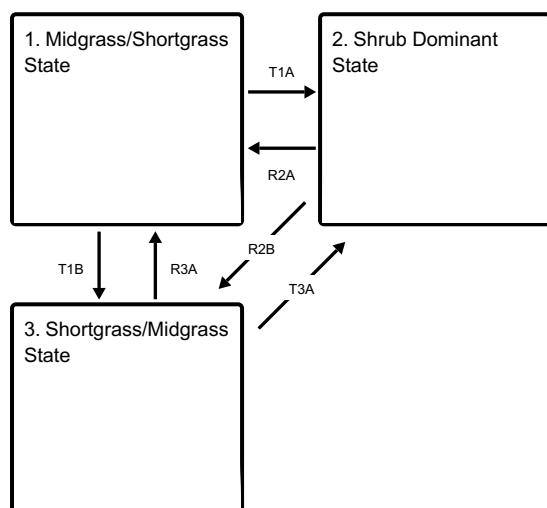 1. Midgrass/Shortgrass
State
2. Shrub Dominant
State
T1A
R2A
T1B
R3A
R2B
T3A
3. Shortgrass/Midgrass
State